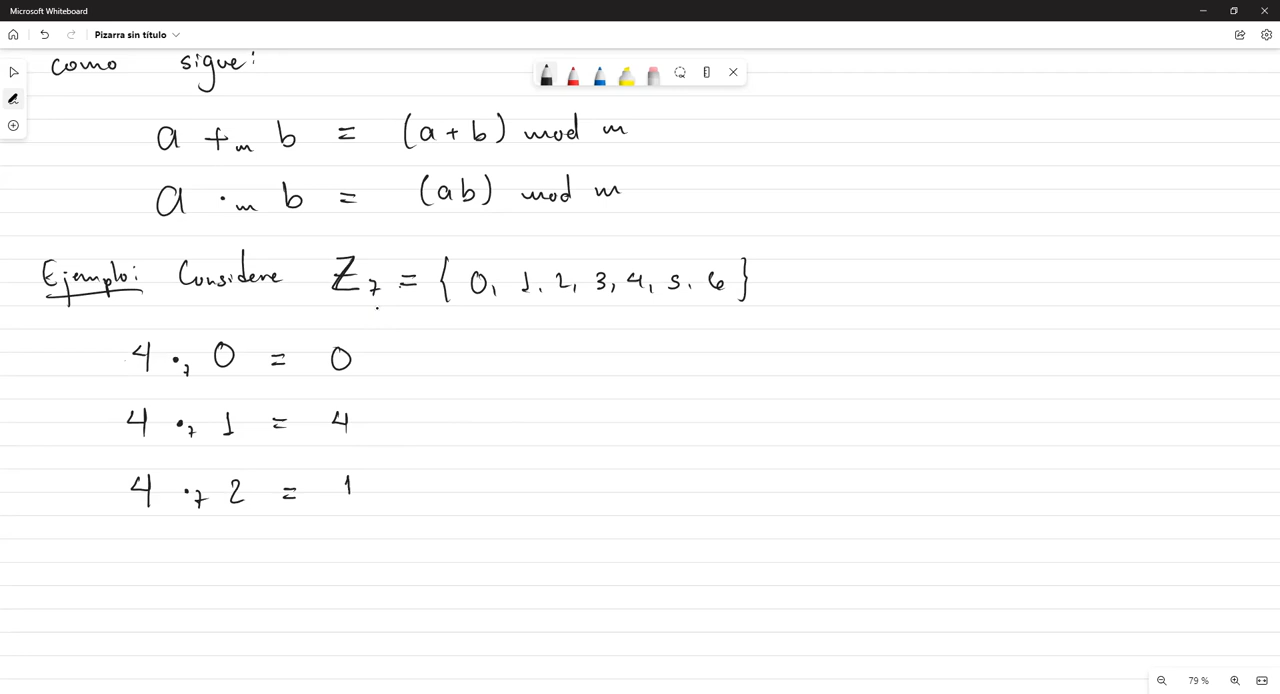 Microsoft Whiteboard
Pizarra sin título
como sigue:
a +ₘ b = (a + b) mod m
a ·ₘ b = (ab) mod m
Ejemplo: Considere Z₇ = { 0, 1, 2, 3, 4, 5, 6 }
4 ·₇ 0 = 0
4 ·₇ 1 = 4
4 ·₇ 2 = 1
79 %